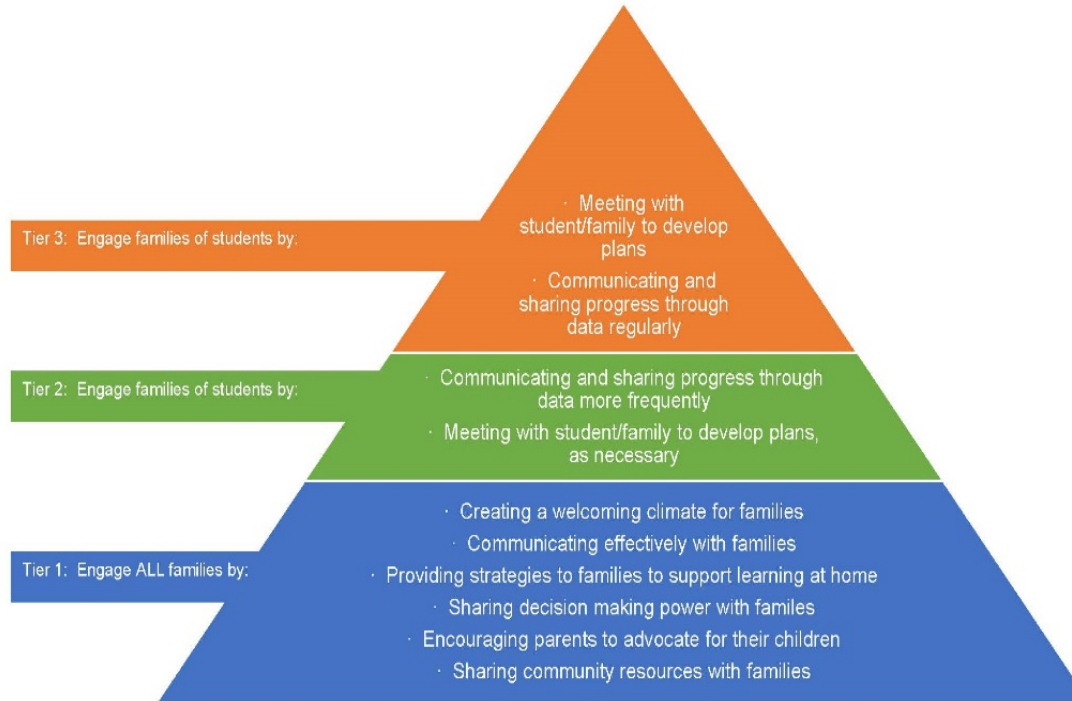 Tier 3: Engage families of students by:
· Meeting with
student/family to develop
plans
· Communicating and
sharing progress through
data regularly
Tier 2: Engage families of students by:
· Communicating and sharing progress through
data more frequently
· Meeting with student/family to develop plans,
as necessary
Tier 1: Engage ALL families by:
· Creating a welcoming climate for families
· Communicating effectively with families
· Providing strategies to families to support learning at home
· Sharing decision making power with familes
· Encouraging parents to advocate for their children
· Sharing community resources with families